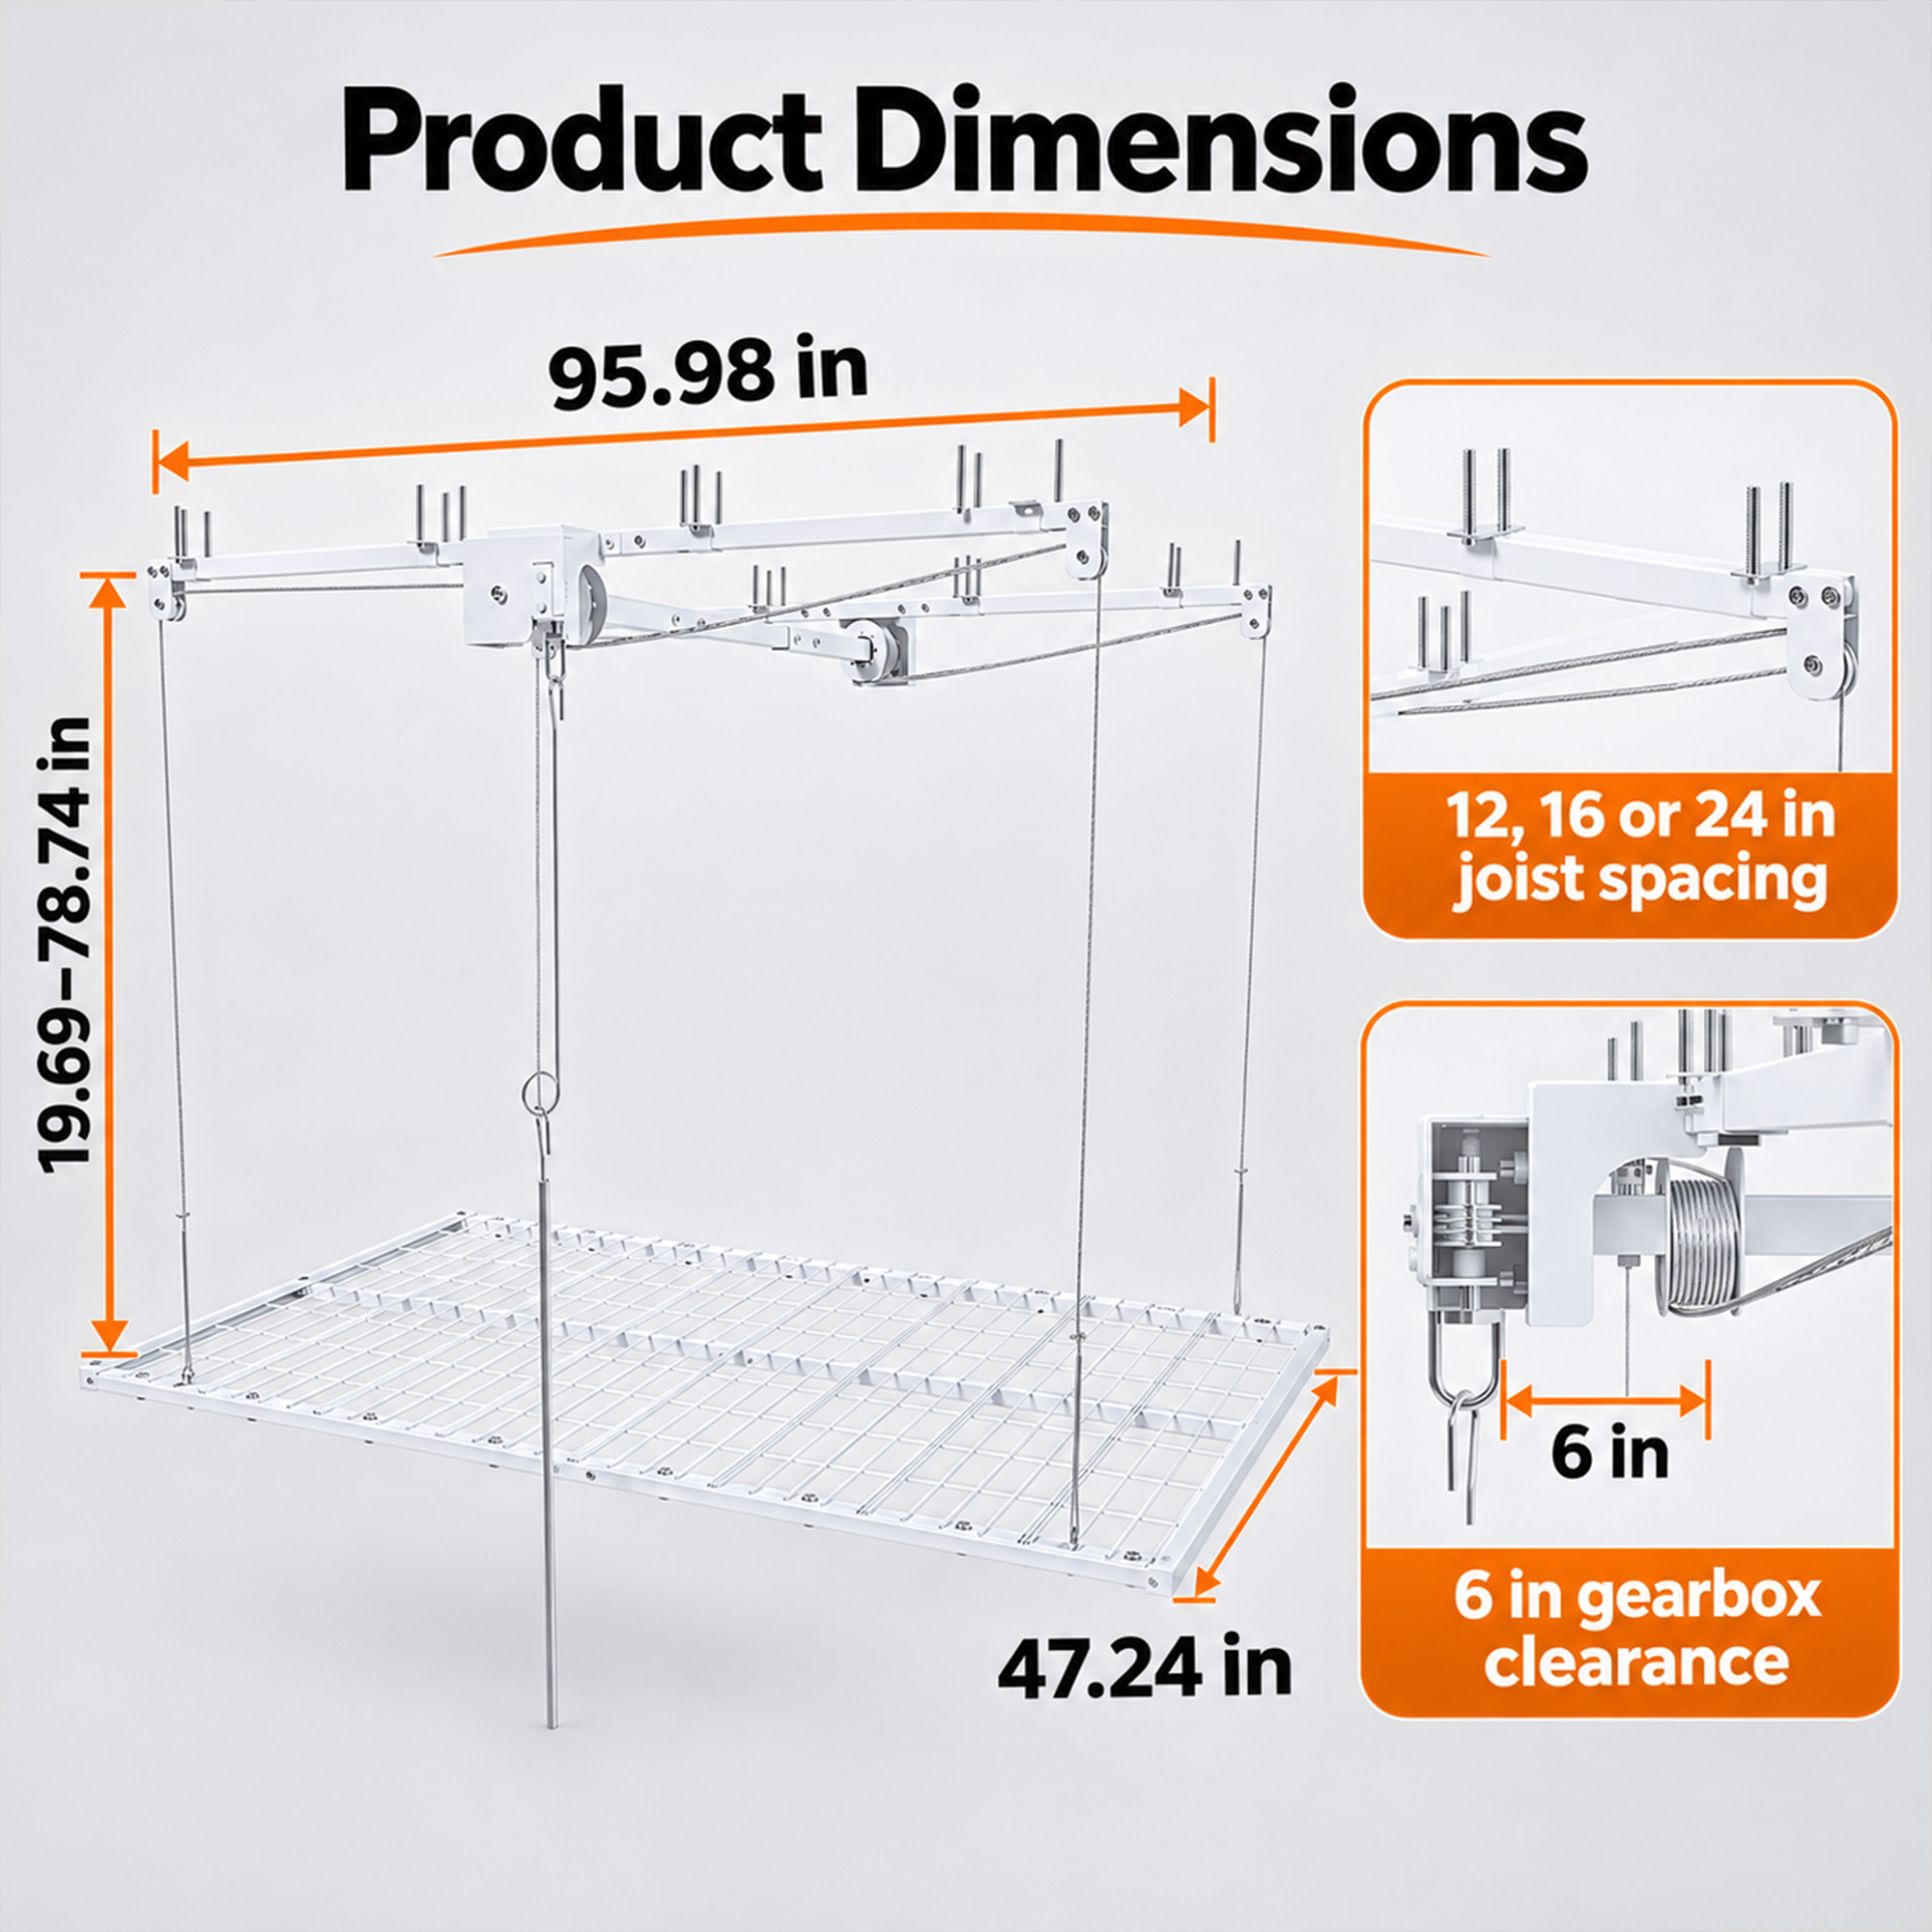 Product Dimensions
95.98 in
19.69–78.74 in
47.24 in
12, 16 or 24 in
joist spacing
6 in
6 in gearbox
clearance